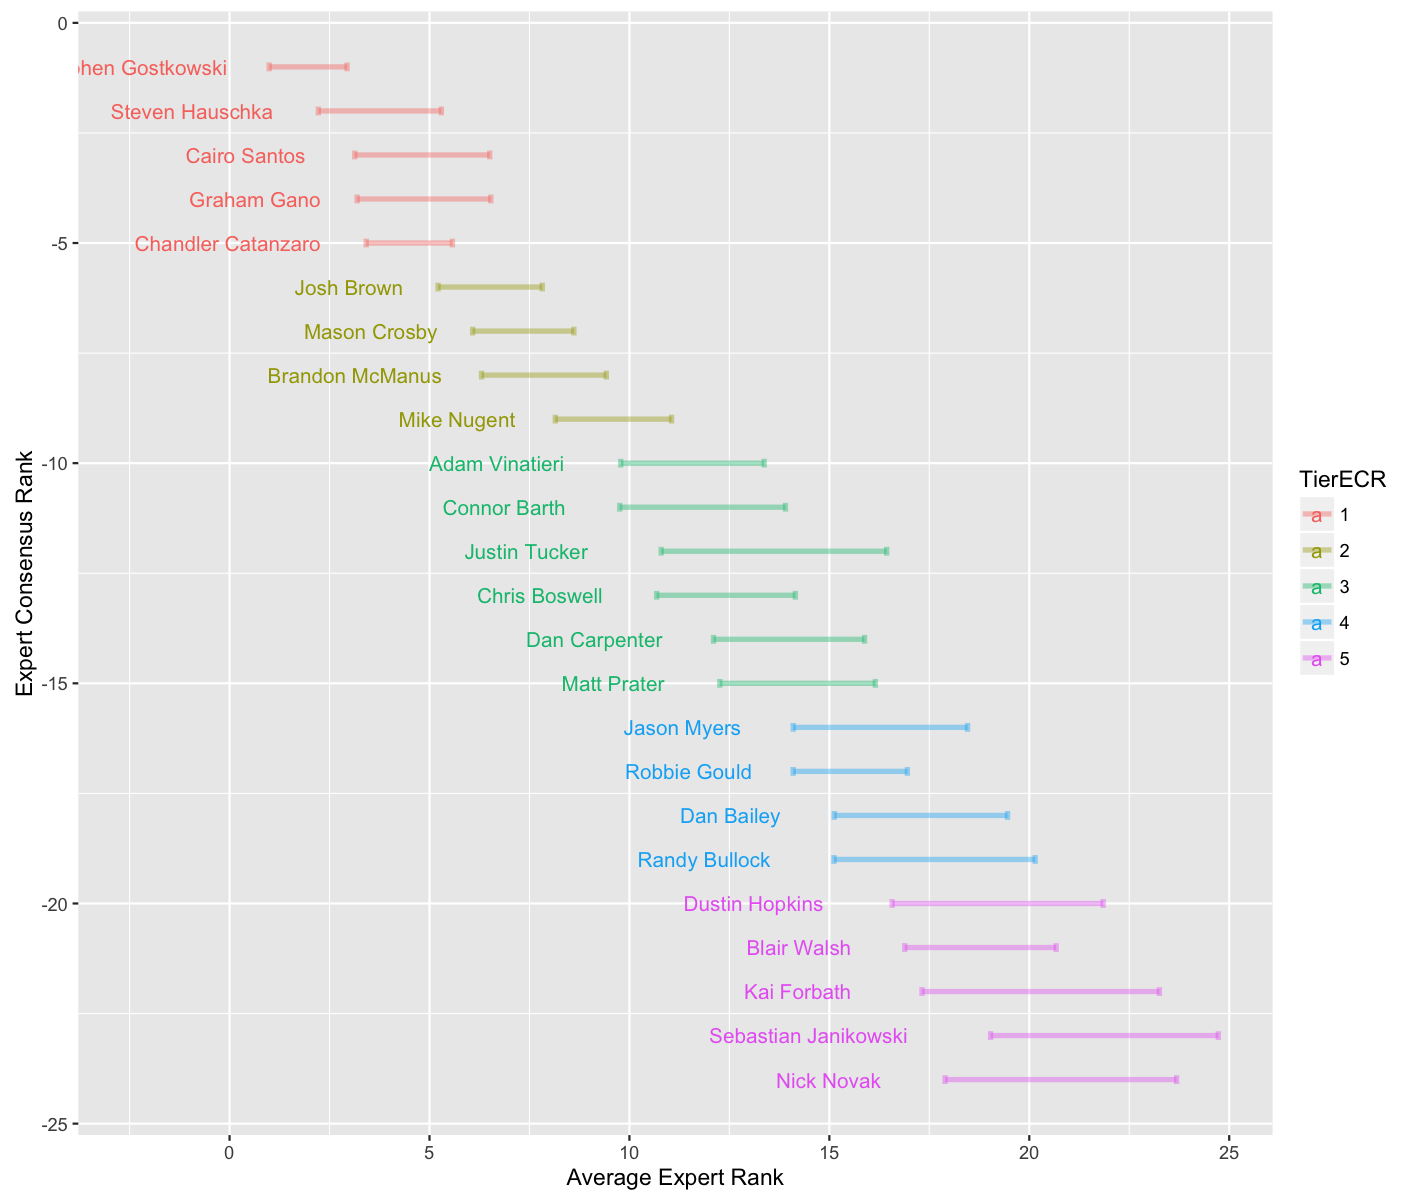 0
phen Gostkowski
Steven Hauschka
Cairo Santos
Graham Gano
-5
Chandler Catanzaro
Josh Brown
Mason Crosby
Brandon McManus
Mike Nugent
-10
Adam Vinatieri
Connor Barth
Justin Tucker
Chris Boswell
Dan Carpenter
-15
Matt Prater
Jason Myers
Robbie Gould
Dan Bailey
Randy Bullock
-20
Dustin Hopkins
Blair Walsh
Kai Forbath
Sebastian Janikowski
Nick Novak
-25
0 5 10 15 20 25
Average Expert Rank
Expert Consensus Rank
TierECR
a 1
a 2
a 3
a 4
a 5